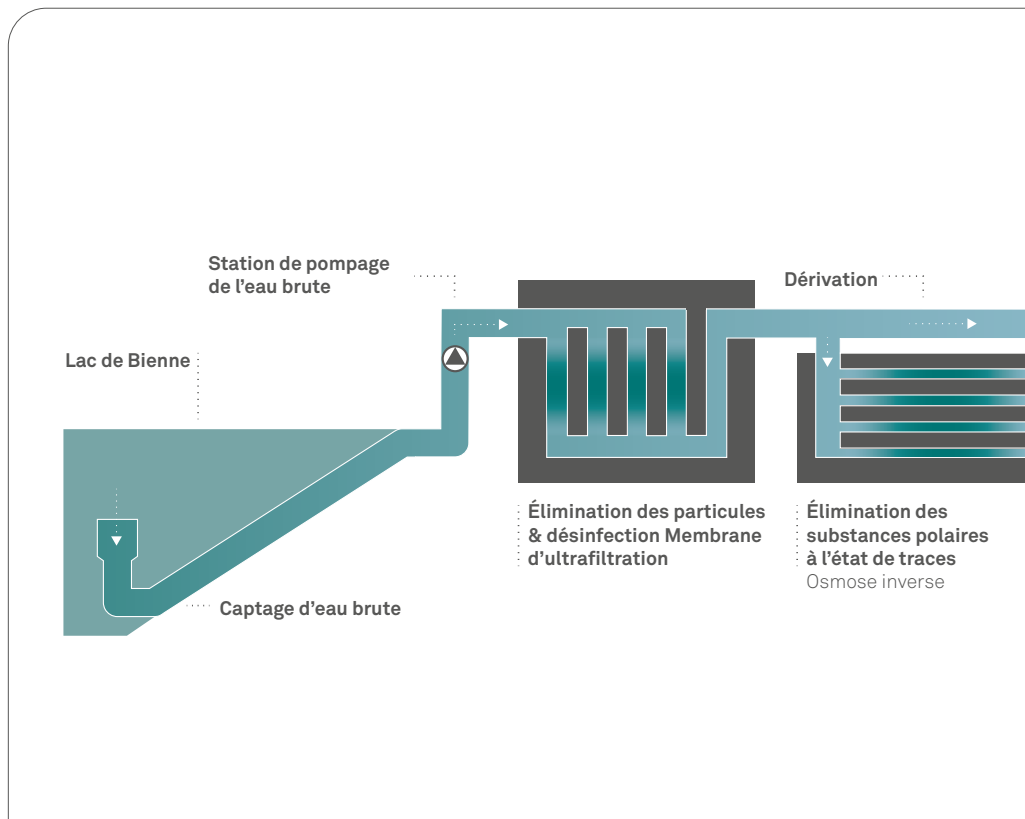 Station de pompage
de l’eau brute
Dérivation
Lac de Bienne
Élimination des particules
& désinfection Membrane
d’ultrafiltration
Élimination des
substances polaires
à l’état de traces
Osmose inverse
Captage d’eau brute